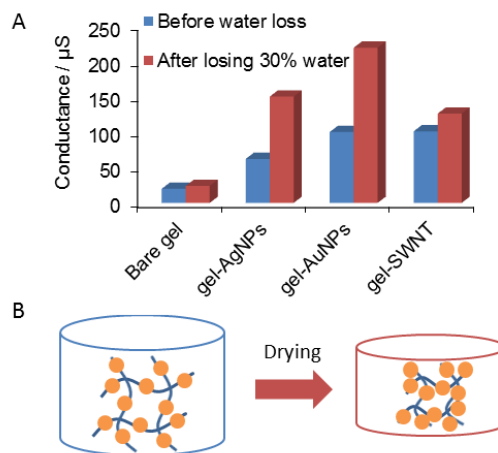 A
Before water loss
After losing 30% water
Conductance / µS
250
200
150
100
50
0
Bare gel
gel-AgNPs
gel-AuNPs
gel-SWNT
B
Drying